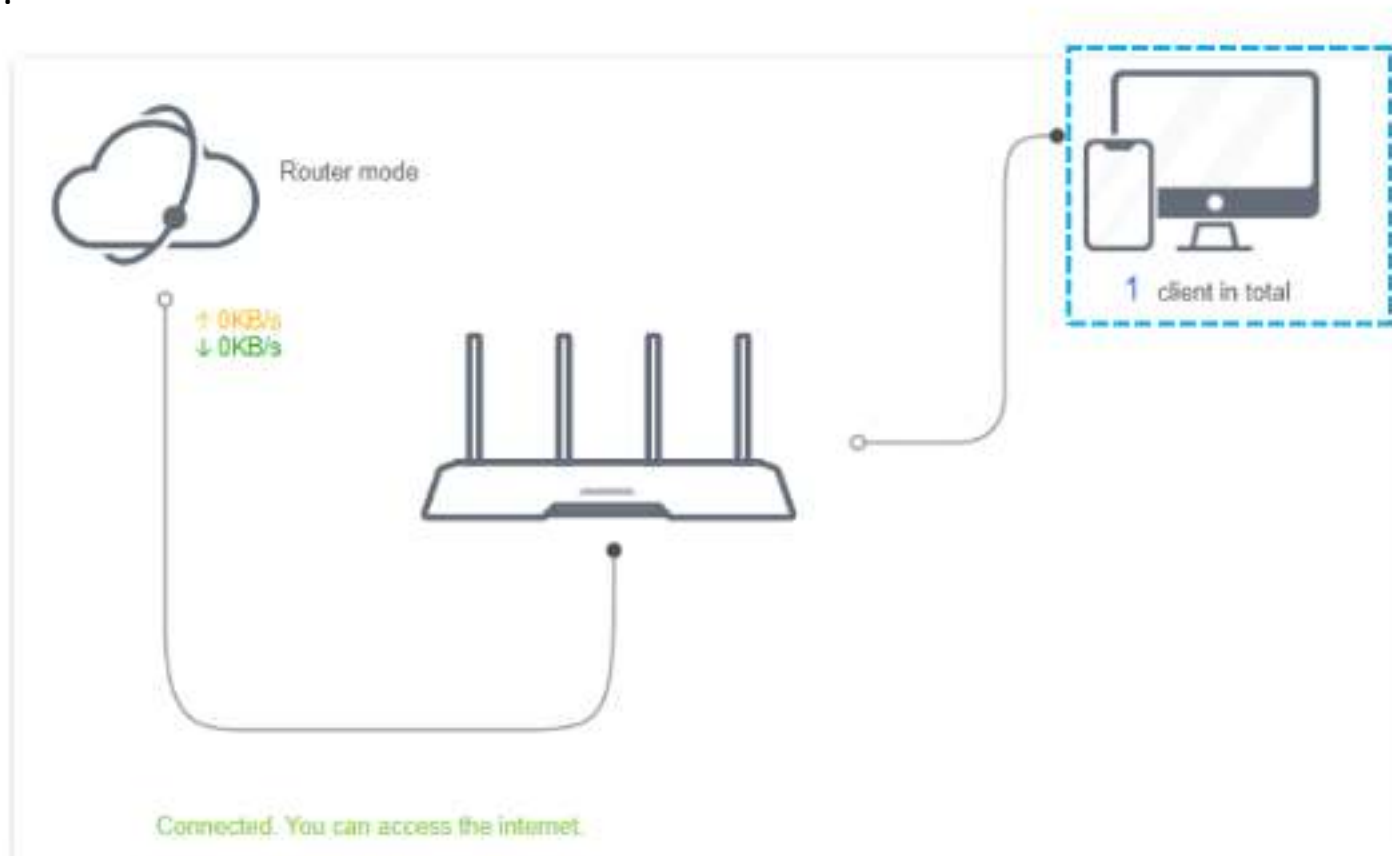 Router mode
↑ 0KB/s
↓ 0KB/s
1 client in total
Connected. You can access the internet.